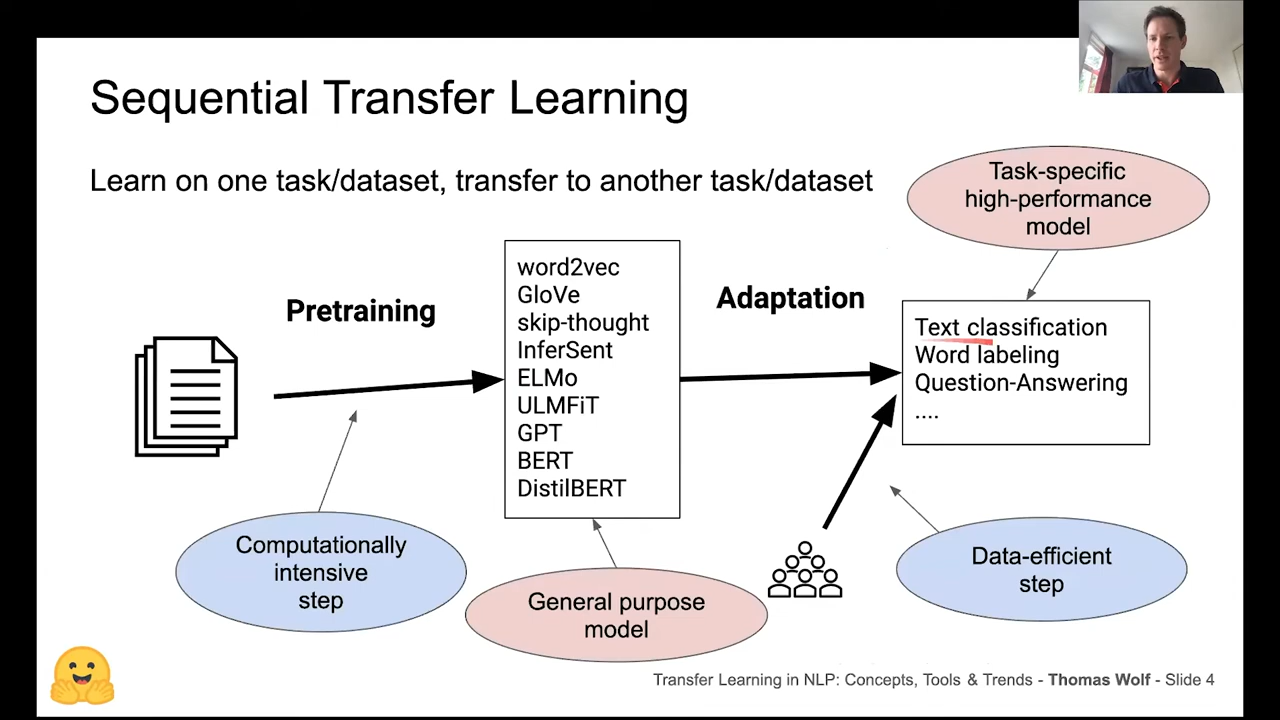 Sequential Transfer Learning
Learn on one task/dataset, transfer to another task/dataset
Task-specific
high-performance
model
Pretraining
word2vec
GloVe
skip-thought
InferSent
ELMo
ULMFiT
GPT
BERT
DistilBERT
Adaptation
Text classification
Word labeling
Question-Answering
....
Computationally
intensive
step
General purpose
model
Data-efficient
step
Transfer Learning in NLP: Concepts, Tools & Trends - Thomas Wolf - Slide 4